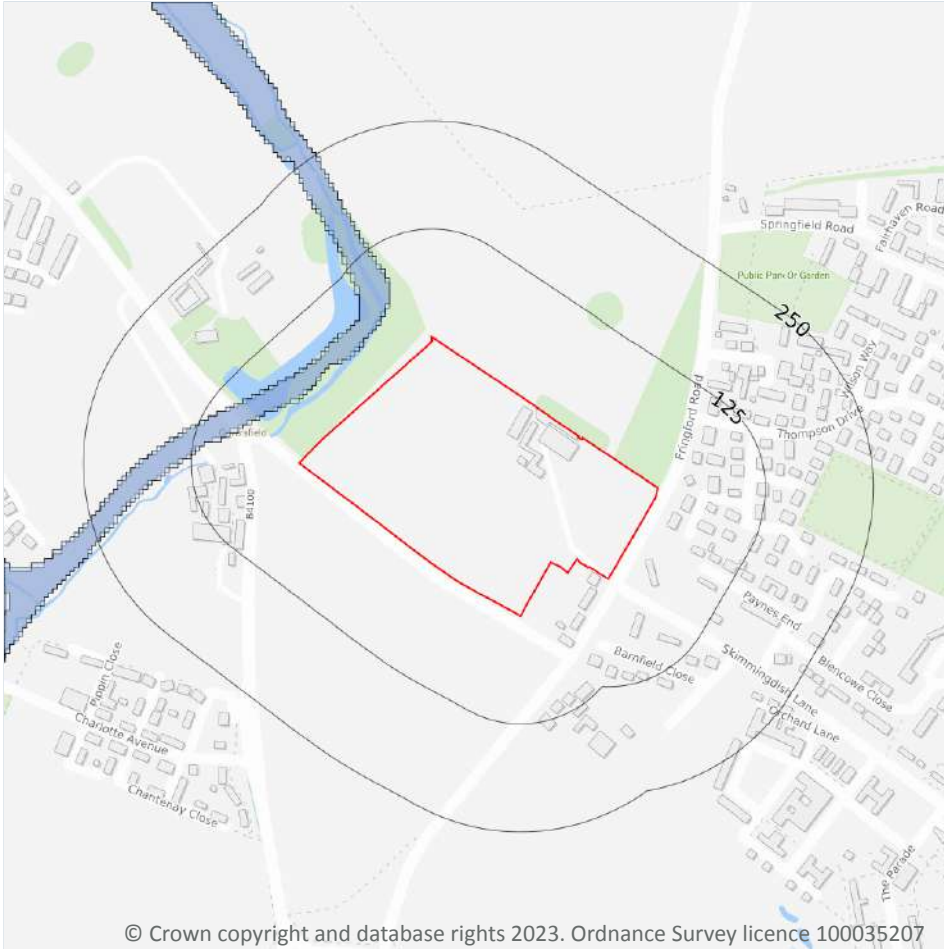 Springfield Road
Fairhaven Road
Public Park Or Garden
250
Wilson Way
Fringford Road
125
Thompson Drive
B4100
Paynes End
Barnfield Close
Skimmingdish Lane
Blencowe Close
Orchard Lane
Pippin Close
Charlotte Avenue
Chantenay Close
The Parade
© Crown copyright and database rights 2023. Ordnance Survey licence 100035207